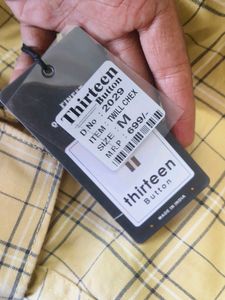 Thirteen
Button
D.No : 2029
ITEM : TWILL CHEX
SIZE : M
M.R.P : 699/-
thirteen
Button
MADE IN INDIA